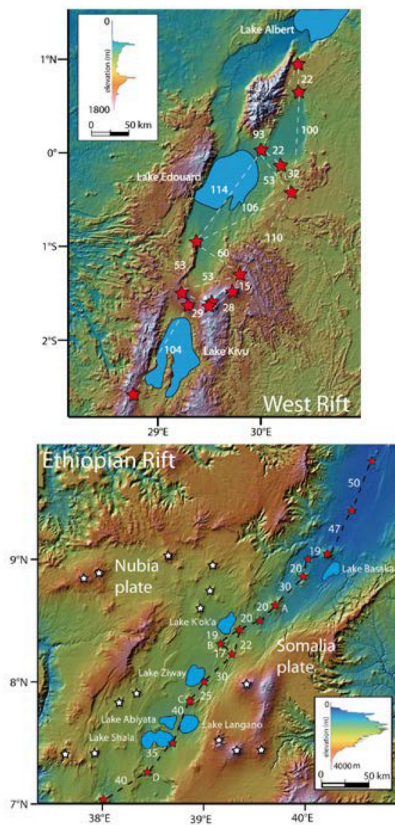 0
elevation (m)
1800
0 50 km
Lake Albert
1°N
22
100
93
22
0°
53
32
Lake Edouard
114
106
110
1°S
60
53
53
15
29
28
104
Lake Kivu
2°S
West Rift
29°E 30°E
Ethiopian Rift
50
47
9°N
19
20
Lake Basaka
Nubia
plate
30
20
A
20
Lake K'ok'a
19
B
22
17
Somalia
plate
Lake Ziway
30
8°N
25
C
Lake Abiyata
40
Lake Langano
Lake Shala
35
0
elevation (m)
4000 m
40
D
0 50 km
7°N
38°E 39°E 40°E